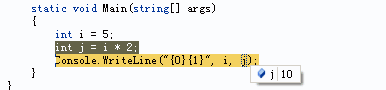 static void Main(string[] args)
{
int i = 5;
int j = i * 2;
Console.WriteLine("{0}{1}", i, j);
}
j 10
}